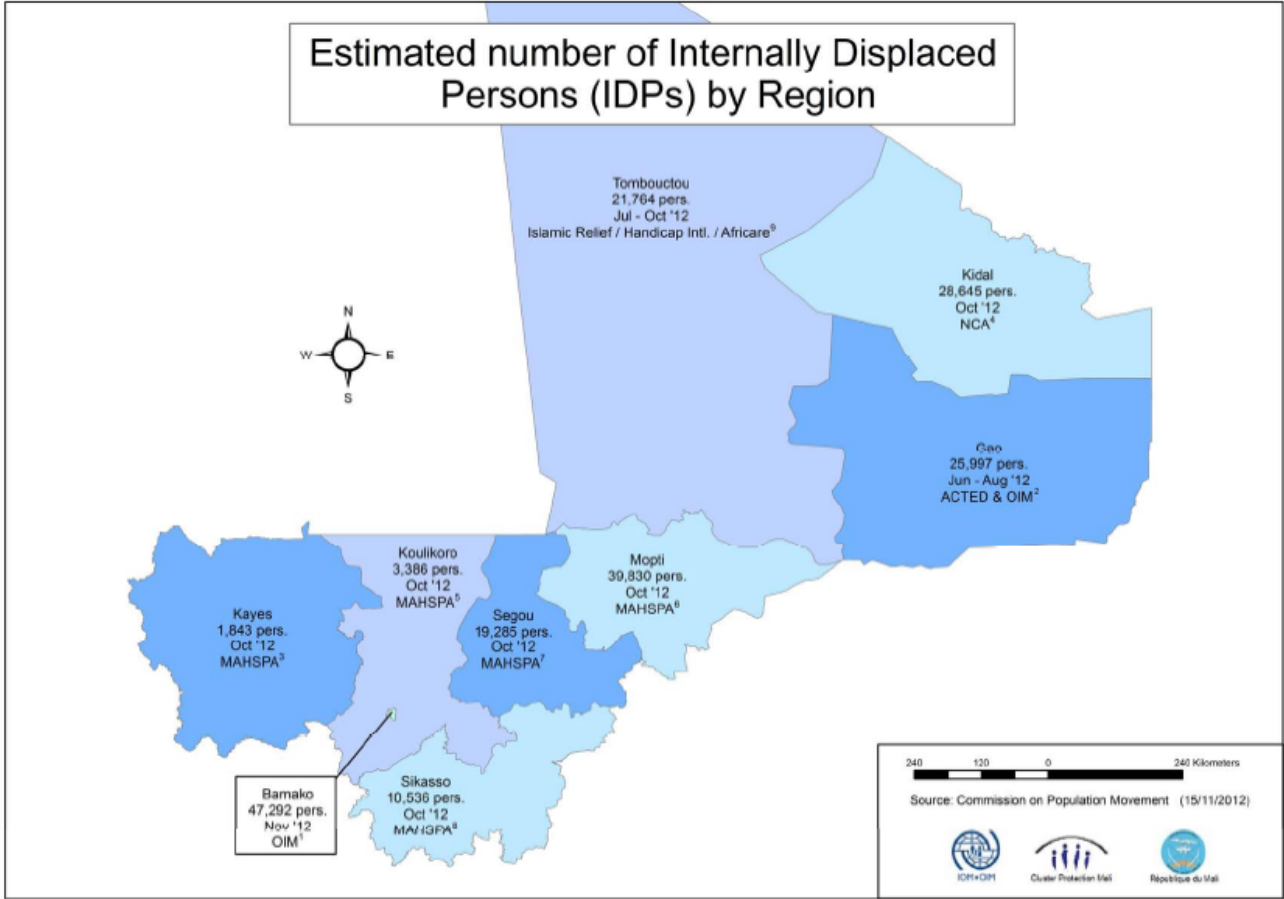 Estimated number of Internally Displaced
Persons (IDPs) by Region
Tombouctou
21,764 pers.
Jul - Oct '12
Islamic Relief / Handicap Intl. / Africare⁹
Kidal
28,645 pers.
Oct '12
NCA⁴
N
W E
S
Gao
25,997 pers.
Jun - Aug '12
ACTED & OIM²
Koulikoro
3,386 pers.
Oct '12
MAHSPA⁵
Mopti
39,830 pers.
Oct '12
MAHSPA⁶
Kayes
1,843 pers.
Oct '12
MAHSPA³
Segou
19,285 pers.
Oct '12
MAHSPA⁷
Bamako
47,292 pers.
Nov '12
OIM¹
Sikasso
10,536 pers.
Oct '12
MAHSPA⁸
240 120 0 240 Kilometers
Source: Commission on Population Movement (15/11/2012)
IOM•OIM
Cluster Protection Mali
République du Mali